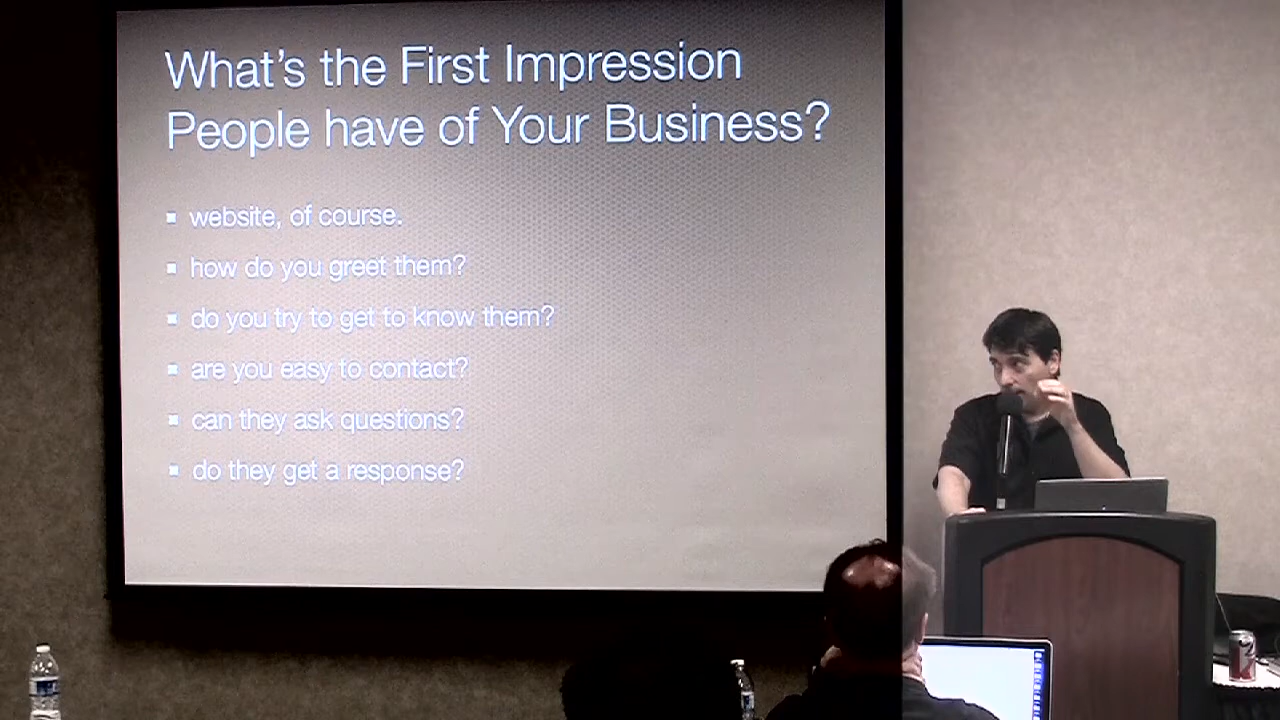 What's the First Impression
People have of Your Business?
website, of course.
how do you greet them?
do you try to get to know them?
are you easy to contact?
can they ask questions?
do they get a response?